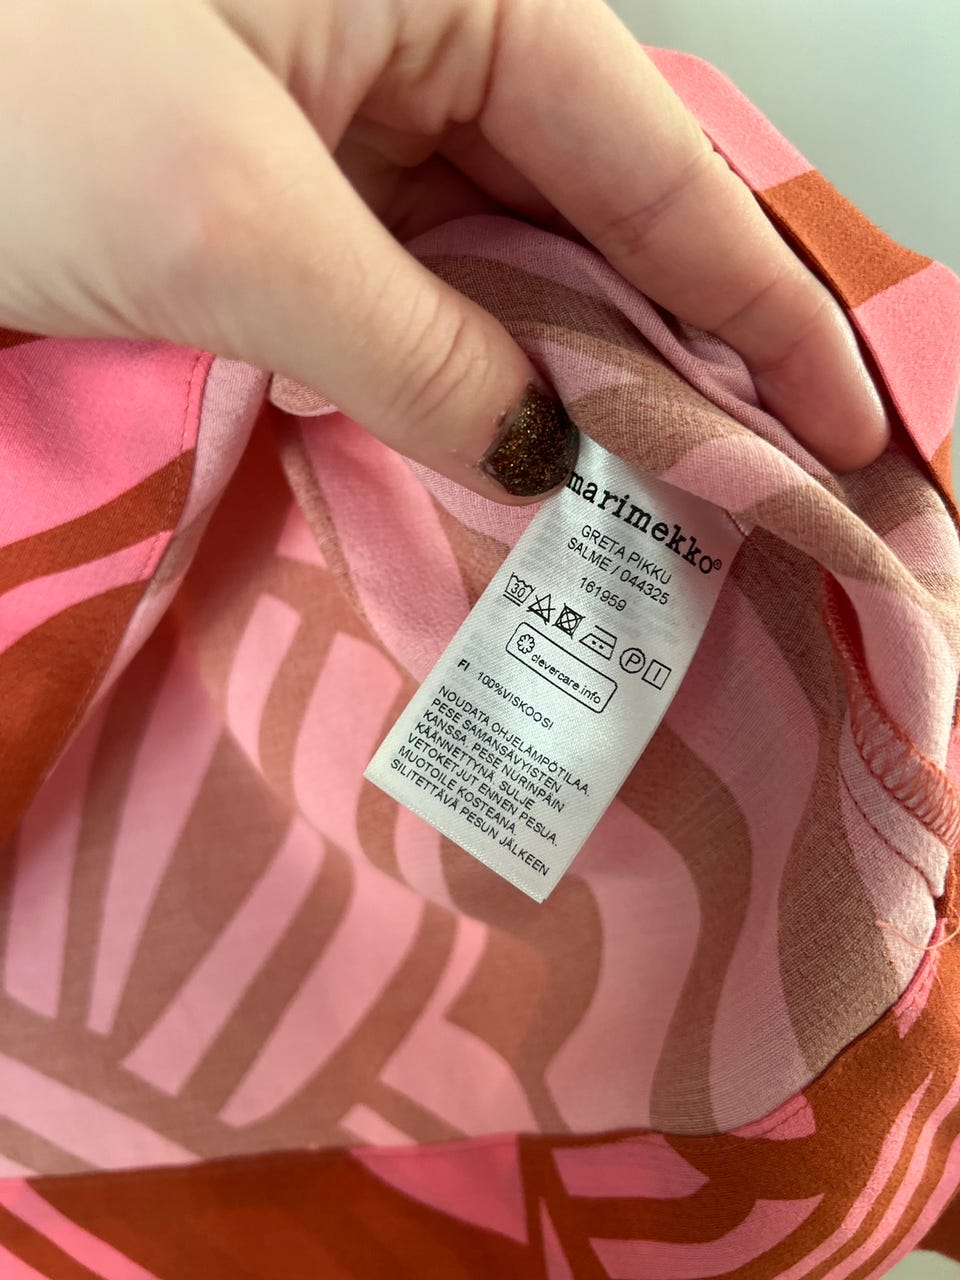 marimekko®
GRETA PIKKU
SALME / 044325
161959
30 P
clevercare.info
FI 100%VISKOOSI
NOUDATA OHJELÄMPÖTILAA.
PESE SAMANSÄVYISTEN
KANSSA. PESE NURINPÄIN
KÄÄNNETTYNÄ. SULJE
VETOKETJUT ENNEN PESUA.
MUOTOILE KOSTEANA.
SILITETTÄVÄ PESUN JÄLKEEN